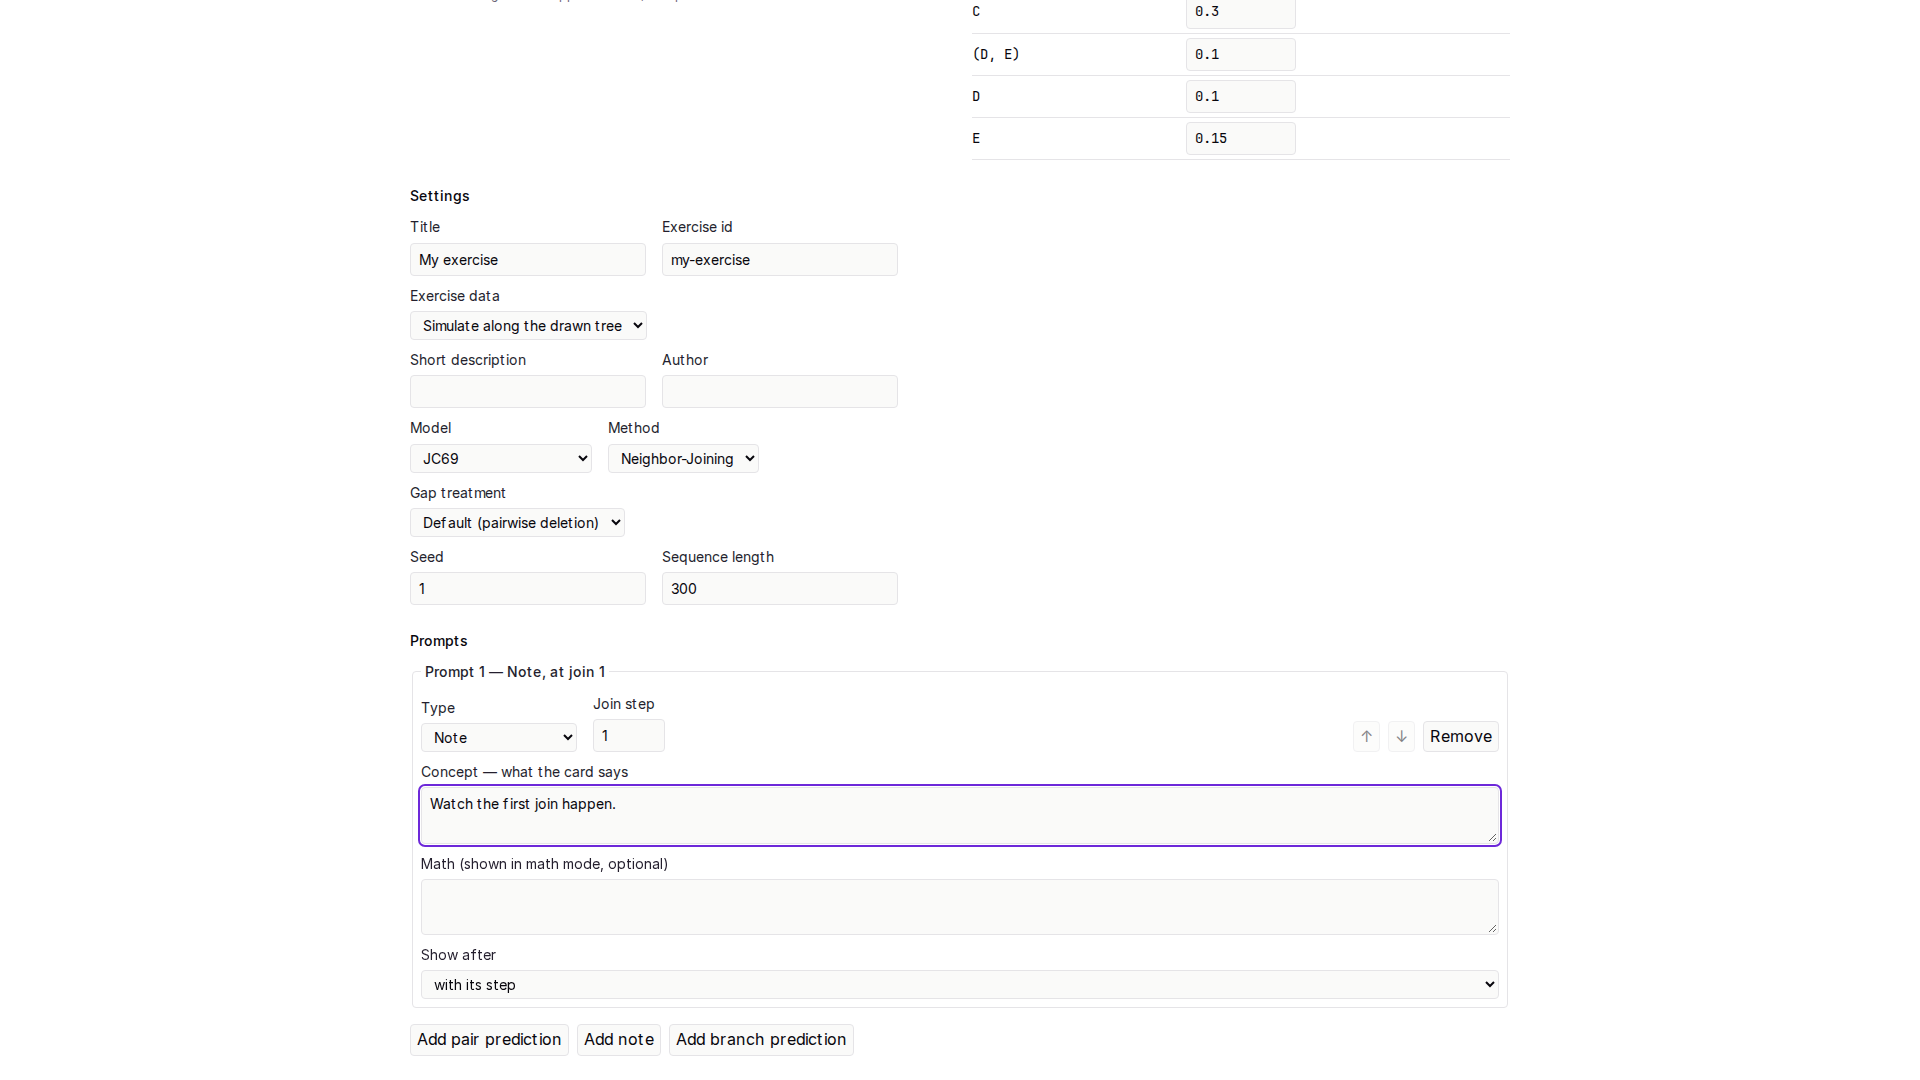 C 0.3
(D, E) 0.1
D 0.1
E 0.15
Settings
Title Exercise id
My exercise my-exercise
Exercise data
Simulate along the drawn tree
Short description Author
Model Method
JC69 Neighbor-Joining
Gap treatment
Default (pairwise deletion)
Seed Sequence length
1 300
Prompts
Prompt 1 — Note, at join 1
Type Join step
Note 1 ↑ ↓ Remove
Concept — what the card says
Watch the first join happen.
Math (shown in math mode, optional)
Show after
with its step
Add pair prediction Add note Add branch prediction